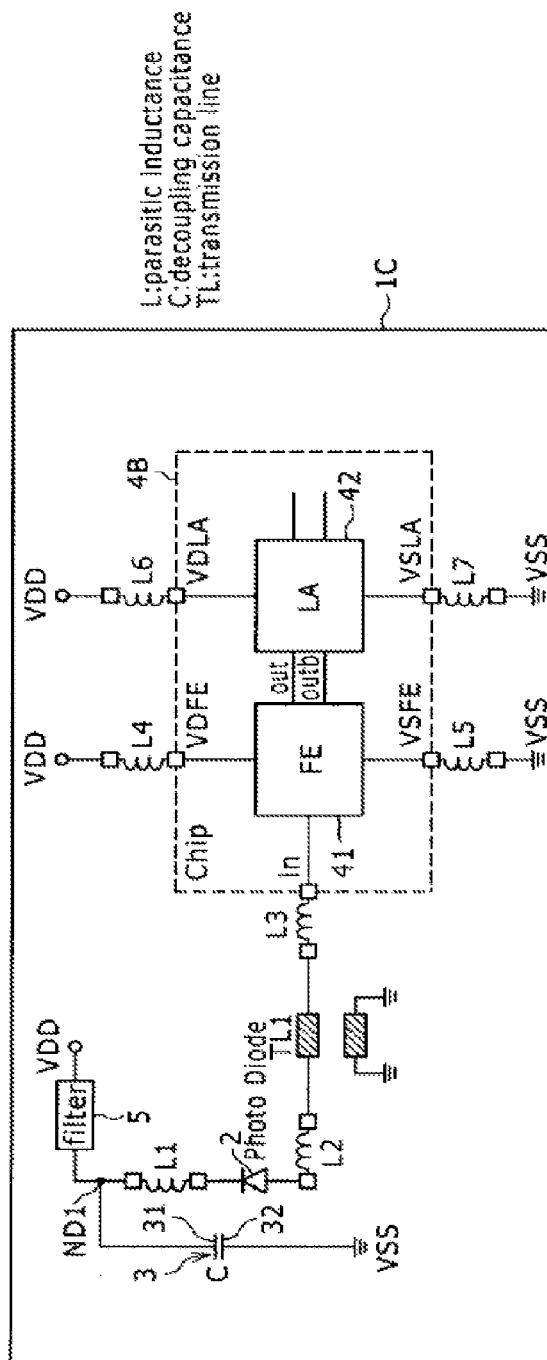 L:parasitic inductance
C:decoupling capacitance
TL:transmission line
1C
VDD
L6
4B
VDLA
42
LA
VSLA
L7
VSS
VDD
L4
VDFE
out
outb
FE
VSFE
L5
VSS
Chip
41
In
L3
VDD
filter
5
ND1
L1
31
2
Photo Diode
TL1
3
C
32
L2
VSS